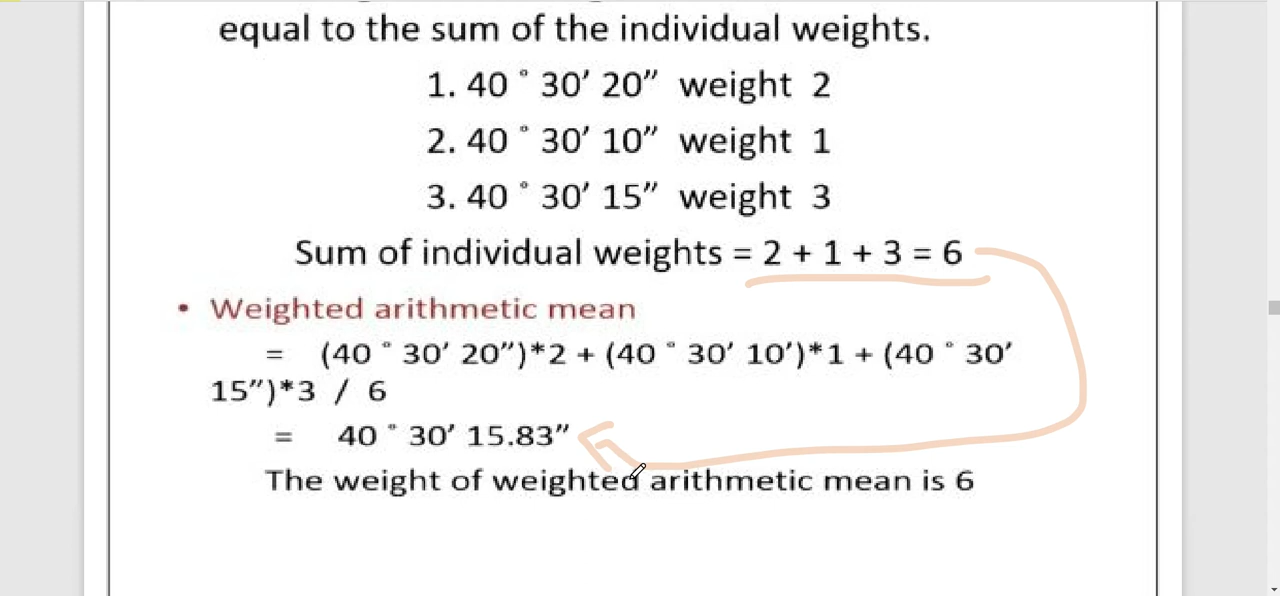 equal to the sum of the individual weights.
1. 40 ° 30′ 20″ weight 2
2. 40 ° 30′ 10″ weight 1
3. 40 ° 30′ 15″ weight 3
Sum of individual weights = 2 + 1 + 3 = 6
• Weighted arithmetic mean
= (40 ° 30′ 20″)*2 + (40 ° 30′ 10′)*1 + (40 ° 30′
15″)*3 / 6
= 40 ° 30′ 15.83″
The weight of weighted arithmetic mean is 6